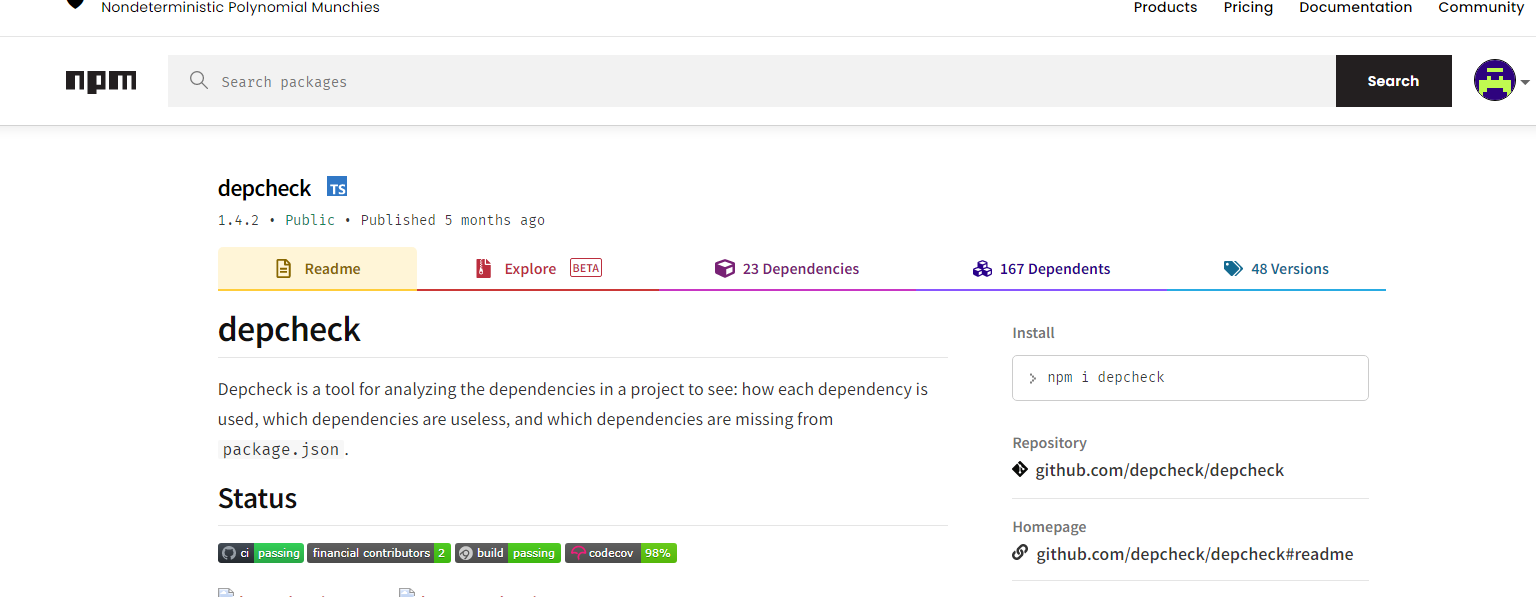 Nondeterministic Polynomial Munchies
Products Pricing Documentation Community
npm
Search packages
Search
depcheck TS
1.4.2 • Public • Published 5 months ago
Readme
Explore BETA
23 Dependencies
167 Dependents
48 Versions
depcheck
Depcheck is a tool for analyzing the dependencies in a project to see: how each dependency is
used, which dependencies are useless, and which dependencies are missing from
package.json .
Status
ci passing financial contributors 2 build passing codecov 98%
Install
> npm i depcheck
Repository
github.com/depcheck/depcheck
Homepage
github.com/depcheck/depcheck#readme